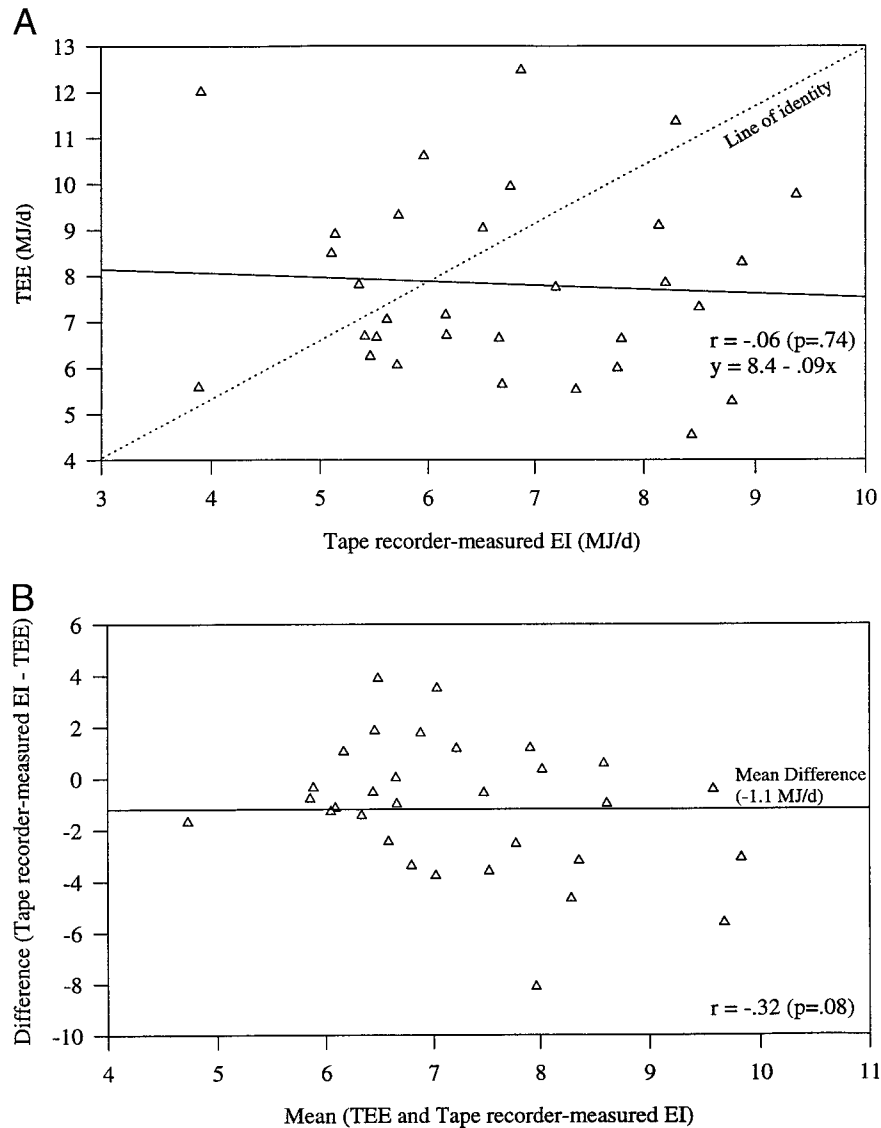 A
13
12
11
10
9
8
7
6
5
4
TEE (MJ/d)
Line of identity
r = -.06 (p=.74)
y = 8.4 - .09x
3 4 5 6 7 8 9 10
Tape recorder-measured EI (MJ/d)
B
6
4
2
0
-2
-4
-6
-8
-10
Difference (Tape recorder-measured EI - TEE)
Mean Difference
(-1.1 MJ/d)
r = -.32 (p=.08)
4 5 6 7 8 9 10 11
Mean (TEE and Tape recorder-measured EI)